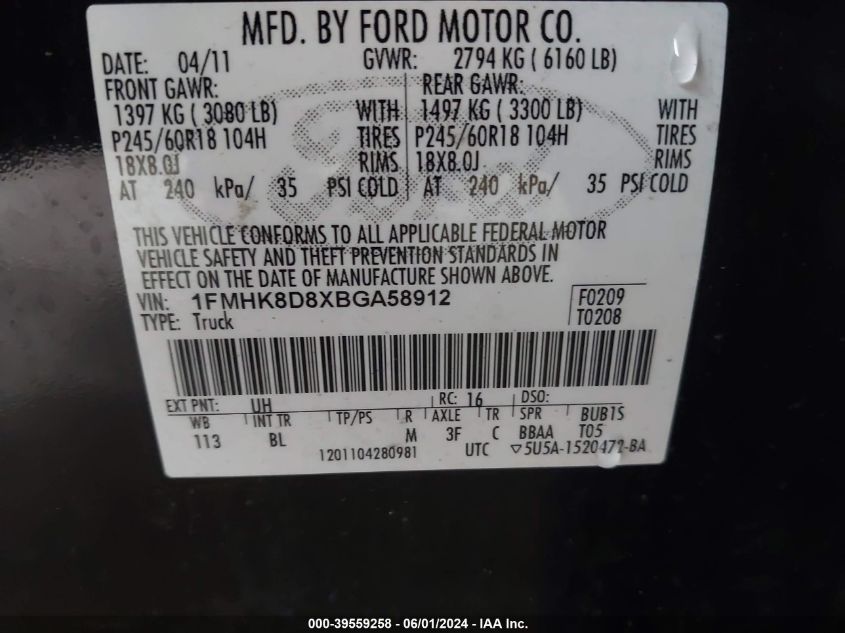 MFD. BY FORD MOTOR CO.
DATE: 04/11 GVWR: 2794 KG ( 6160 LB)
FRONT GAWR: REAR GAWR:
1397 KG ( 3080 LB) WITH 1497 KG ( 3300 LB) WITH
P245/60R18 104H TIRES P245/60R18 104H TIRES
18X8.0J RIMS 18X8.0J RIMS
AT 240 kPa/ 35 PSI COLD AT 240 kPa/ 35 PSI COLD
THIS VEHICLE CONFORMS TO ALL APPLICABLE FEDERAL MOTOR
VEHICLE SAFETY AND THEFT PREVENTION STANDARDS IN
EFFECT ON THE DATE OF MANUFACTURE SHOWN ABOVE.
VIN: 1FMHK8D8XBGA58912 F0209
TYPE: Truck T0208
EXT PNT: UH RC: 16 DSO:
WB INT TR TP/PS R AXLE TR SPR BUB1S
113 BL M 3F C BBAA T05
1201104280981 UTC ▽5U5A-1520472-BA
000-39559258 - 06/01/2024 - IAA Inc.